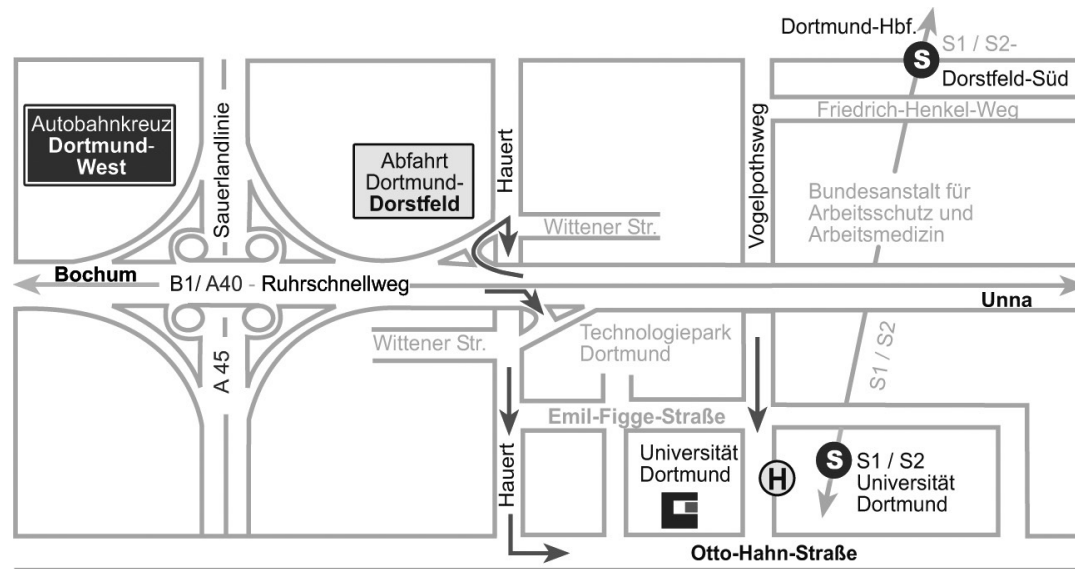 Dortmund-Hbf.
S
S1 / S2-
Dorstfeld-Süd
Friedrich-Henkel-Weg
Autobahnkreuz
Dortmund-
West
Sauerlandlinie
Abfahrt
Dortmund-
Dorstfeld
Hauert
Wittener Str.
Vogelpothsweg
Bundesanstalt für
Arbeitsschutz und
Arbeitsmedizin
Bochum
B1/ A40 - Ruhrschnellweg
Unna
A 45
Wittener Str.
Technologiepark
Dortmund
S1 / S2
Emil-Figge-Straße
Hauert
Universität
Dortmund
H
S
S1 / S2
Universität
Dortmund
Otto-Hahn-Straße